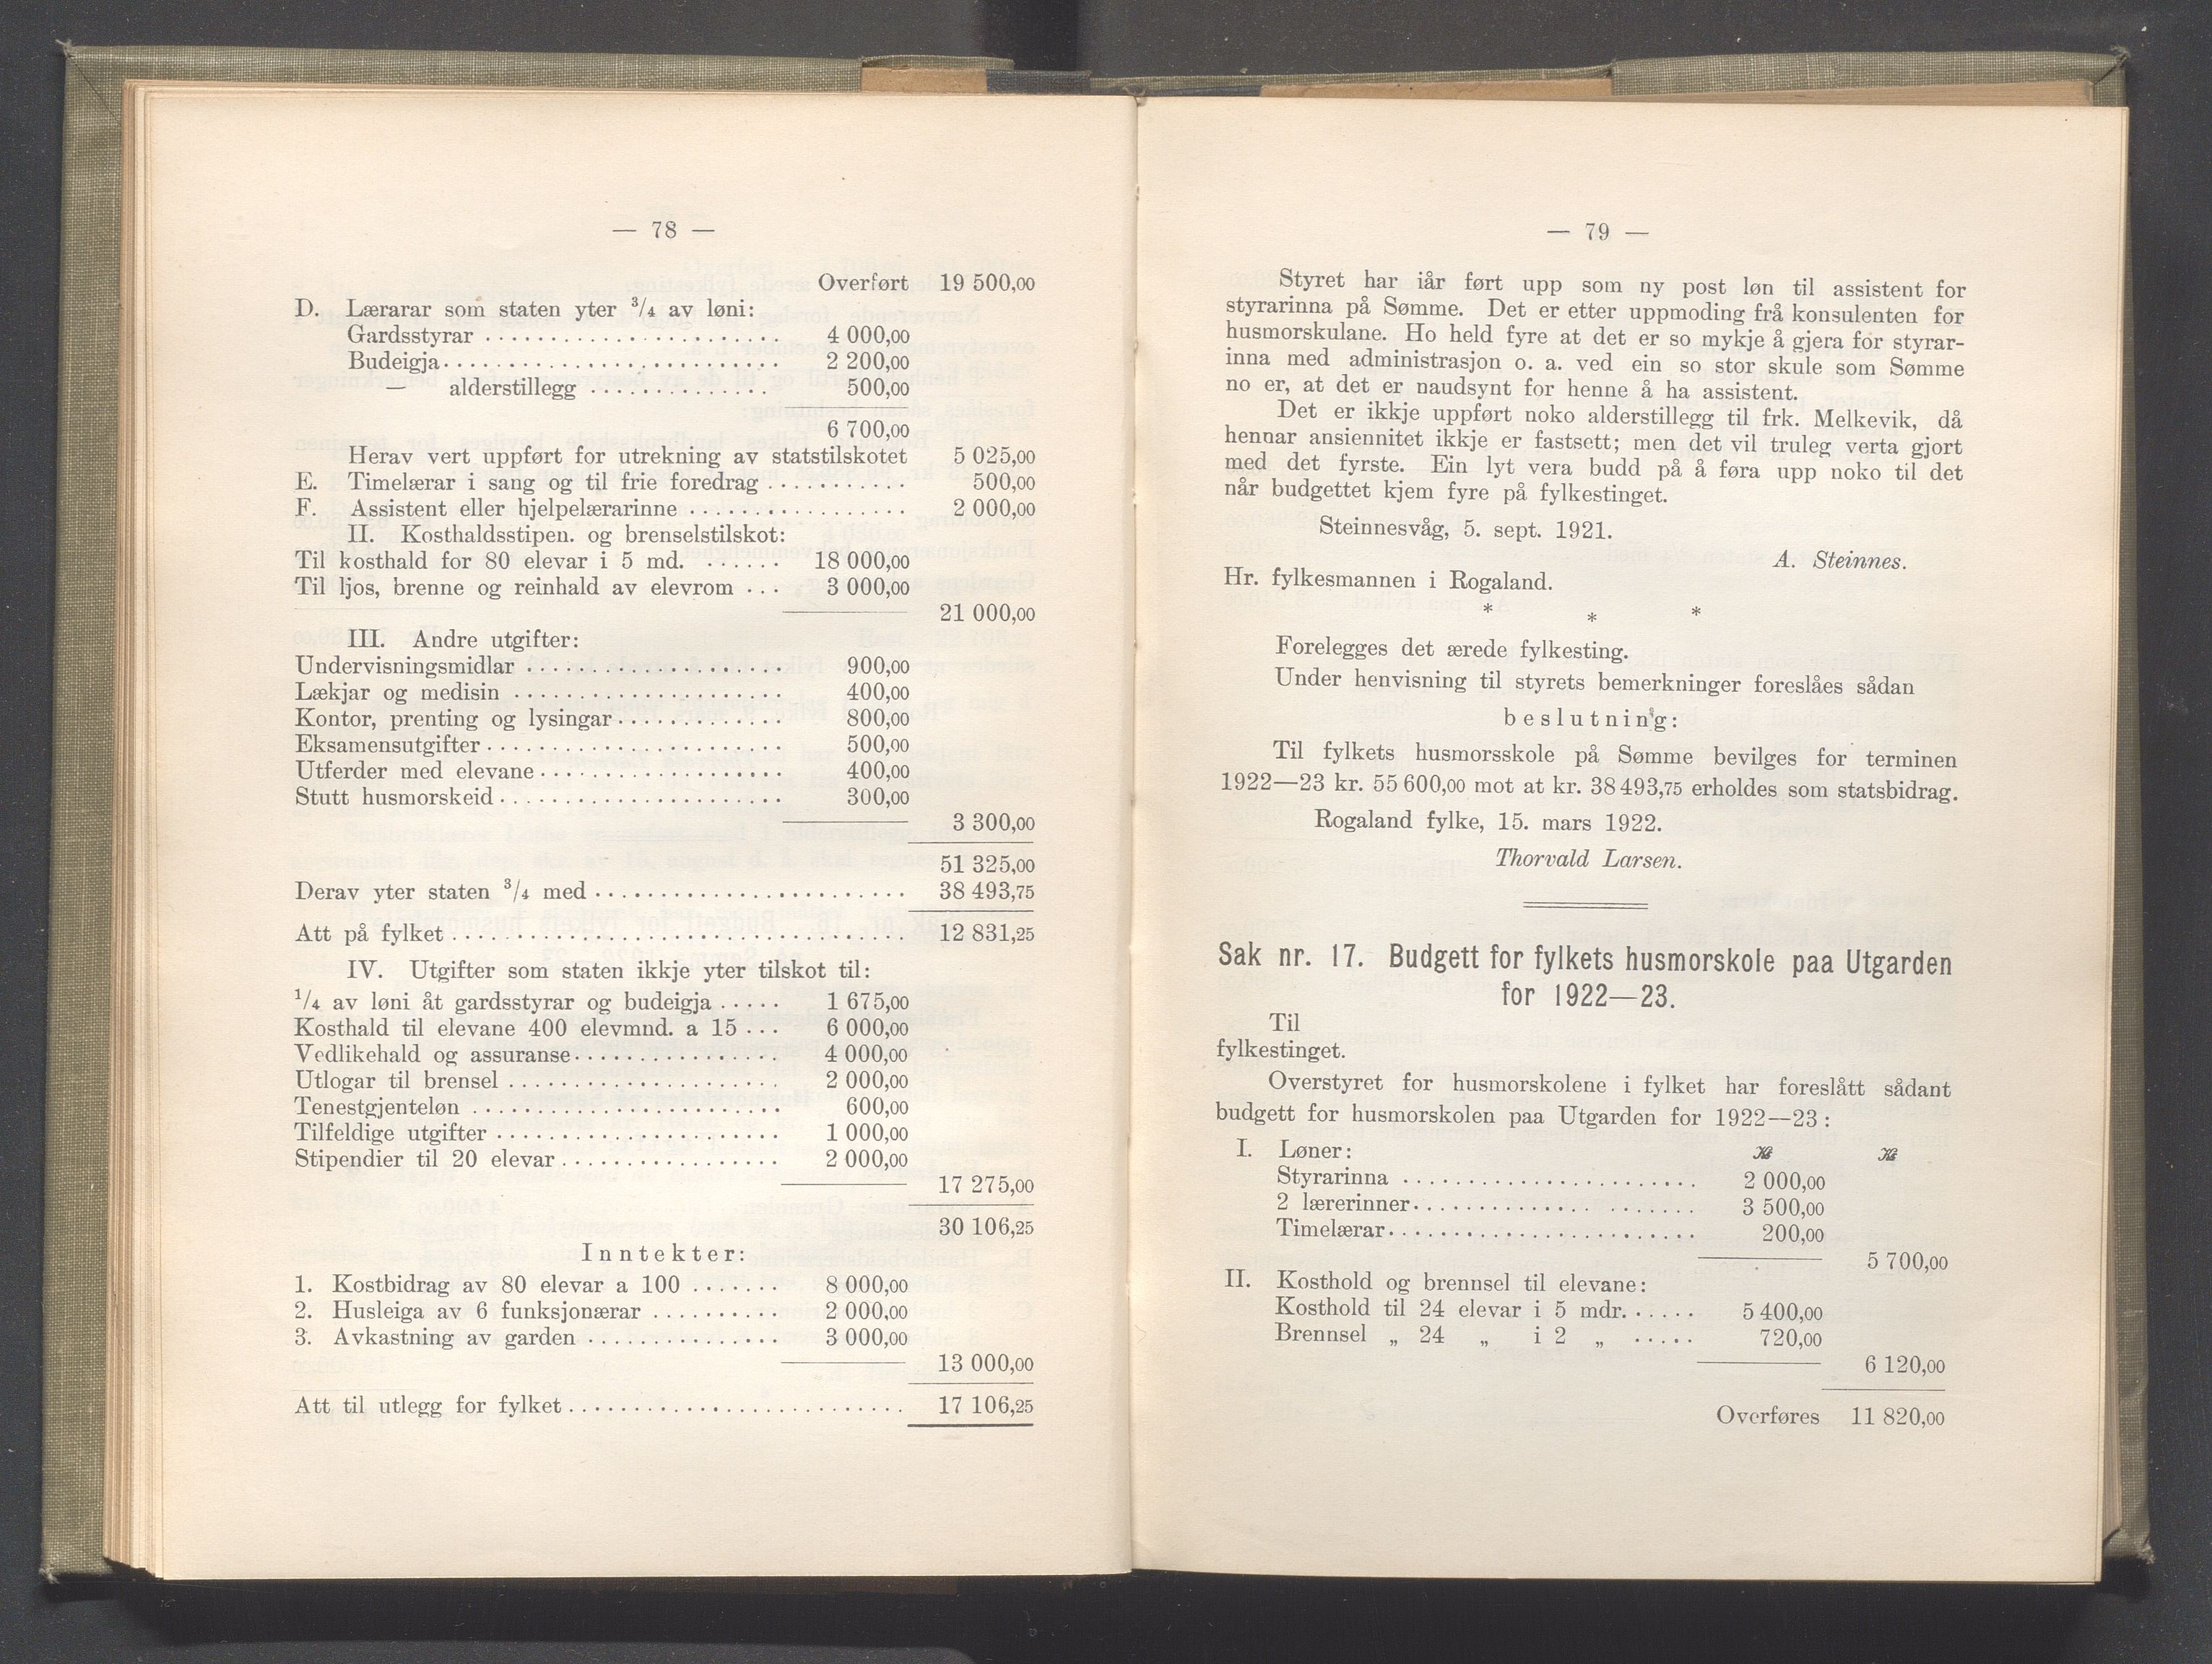 — 78 —
Overført 19 500,00
D. Lærarar som staten yter 3/4 av løni:
Gardsstyrar . . . . . . . . . . . . . . . . . . . . . . . 4 000,00
Budeigja . . . . . . . . . . . . . . . . . . . . . . . . . 2 200,00
— alderstillegg . . . . . . . . . . . . . . 500,00
6 700,00
Herav vert uppført for utrekning av statstilskotet 5 025,00
E. Timelærar i sang og til frie foredrag . . . . . . . . . . . 500,00
F. Assistent eller hjelpelærarinne . . . . . . . . . . . . . . . . . 2 000,00
II. Kosthaldsstipen. og brenselstilskot:
Til kosthald for 80 elevar i 5 md. . . . . . . 18 000,00
Til ljos, brenne og reinhald av elevrom . . . 3 000,00
21 000,00
III. Andre utgifter:
Undervisningsmidlar . . . . . . . . . . . . . . . . . . . . 900,00
Lækjar og medisin . . . . . . . . . . . . . . . . . . . . . 400,00
Kontor, prenting og lysingar . . . . . . . . . . . . . 800,00
Eksamensutgifter . . . . . . . . . . . . . . . . . . . . . . . 500,00
Utferder med elevane . . . . . . . . . . . . . . . . . . . 400,00
Stutt husmorskeid . . . . . . . . . . . . . . . . . . . . . . 300,00
3 300,00
51 325,00
Derav yter staten 3/4 med . . . . . . . . . . . . . . . . . . . . . . . . 38 493,75
Att på fylket . . . . . . . . . . . . . . . . . . . . . . . . . . . . . . . . . . . 12 831,25
IV. Utgifter som staten ikkje yter tilskot til:
1/4 av løni åt gardsstyrar og budeigja . . . . . 1 675,00
Kosthald til elevane 400 elevmnd. a 15 . . . 6 000,00
Vedlikehald og assuranse . . . . . . . . . . . . . . . . 4 000,00
Utlogar til brensel . . . . . . . . . . . . . . . . . . . . . 2 000,00
Tenestgjenteløn . . . . . . . . . . . . . . . . . . . . . . . . 600,00
Tilfeldige utgifter . . . . . . . . . . . . . . . . . . . . . . 1 000,00
Stipendier til 20 elevar . . . . . . . . . . . . . . . . . 2 000,00
17 275,00
30 106,25
Inntekter:
1. Kostbidrag av 80 elevar a 100 . . . . . . . 8 000,00
2. Husleiga av 6 funksjonærar . . . . . . . . . . 2 000,00
3. Avkastning av garden . . . . . . . . . . . . . . . 3 000,00
13 000,00
Att til utlegg for fylket . . . . . . . . . . . . . . . . . . . . . . . . . . 17 106,25
— 79 —
Styret har iår ført upp som ny post løn til assistent for
styrarinna på Sømme. Det er etter uppmoding frå konsulenten for
husmorskulane. Ho held fyre at det er so mykje å gjera for styrar-
inna med administrasjon o. a. ved ein so stor skule som Sømme
no er, at det er naudsynt for henne å ha assistent.
Det er ikkje uppført noko alderstillegg til frk. Melkevik, då
hennar ansiennitet ikkje er fastsett; men det vil truleg verta gjort
med det fyrste. Ein lyt vera budd på å føra upp noko til det
når budgettet kjem fyre på fylkestinget.
Steinnesvåg, 5. sept. 1921.
A. Steinnes.
Hr. fylkesmannen i Rogaland.
* * *
Forelegges det ærede fylkesting.
Under henvisning til styrets bemerkninger foreslåes sådan
beslutning:
Til fylkets husmorsskole på Sømme bevilges for terminen
1922—23 kr. 55 600,00 mot at kr. 38 493,75 erholdes som statsbidrag.
Rogaland fylke, 15. mars 1922.
Thorvald Larsen.
Sak nr. 17. Budgett for fylkets husmorskole paa Utgarden
for 1922—23.
Til
fylkestinget.
Overstyret for husmorskolene i fylket har foreslått sådant
budgett for husmorskolen paa Utgarden for 1922—23:
I. Løner: Kr Kr
Styrarinna . . . . . . . . . . . . . . . . . . . . . . . 2 000,00
2 lærerinner . . . . . . . . . . . . . . . . . . . . . . 3 500,00
Timelærar . . . . . . . . . . . . . . . . . . . . . . . . 200,00
5 700,00
II. Kosthold og brennsel til elevane:
Kosthold til 24 elevar i 5 mdr. . . . . . 5 400,00
Brennsel „ 24 „ i 2 „ . . . . . 720,00
6 120,00
Overføres 11 820,00